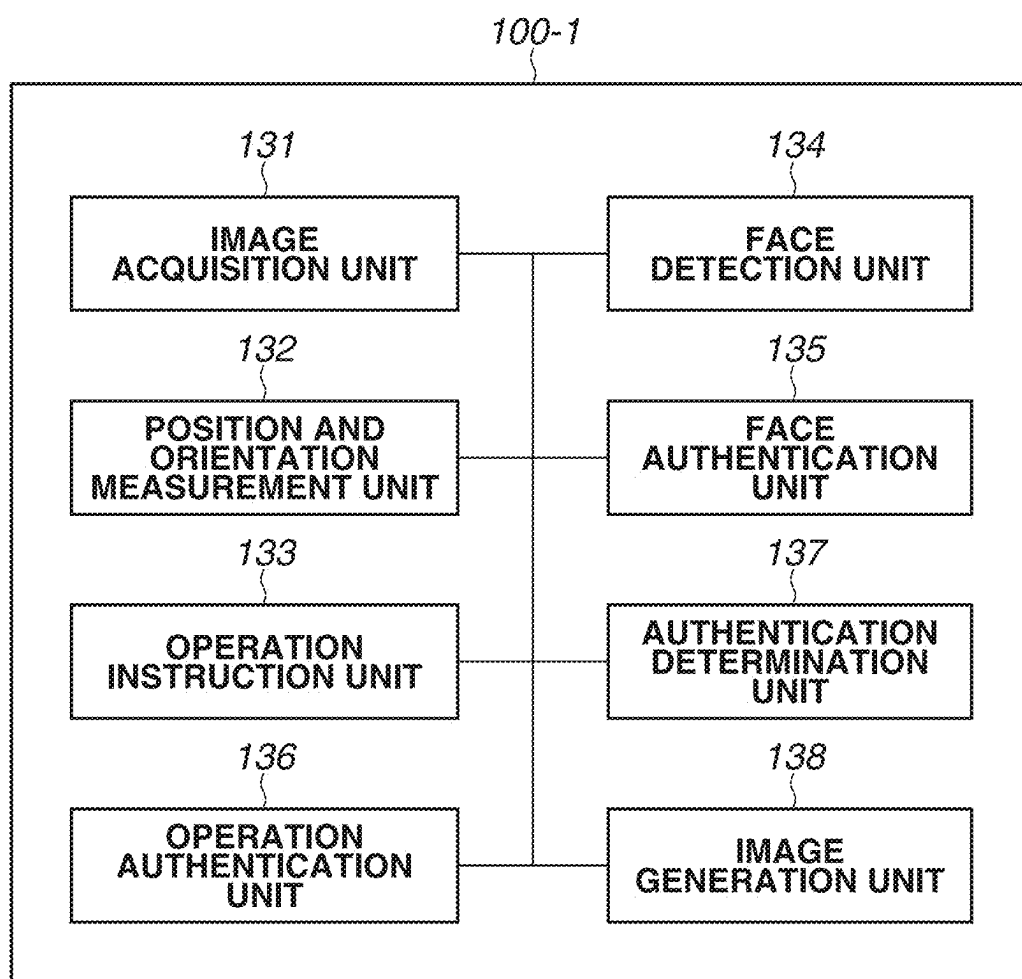 100-1
131
IMAGE
ACQUISITION UNIT
134
FACE
DETECTION UNIT
132
POSITION AND
ORIENTATION
MEASUREMENT UNIT
135
FACE
AUTHENTICATION
UNIT
133
OPERATION
INSTRUCTION UNIT
137
AUTHENTICATION
DETERMINATION
UNIT
136
OPERATION
AUTHENTICATION
UNIT
138
IMAGE
GENERATION UNIT